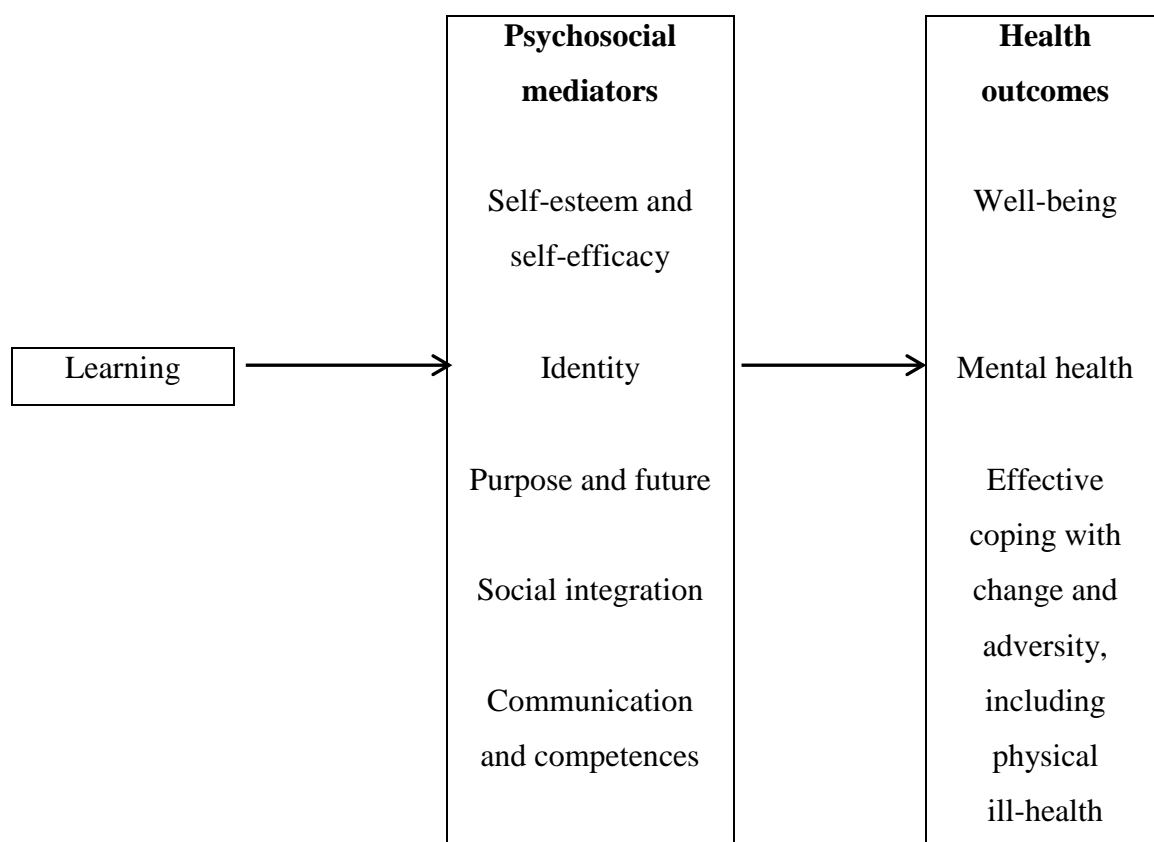 Learning
Psychosocial
mediators
Self-esteem and
self-efficacy
Identity
Purpose and future
Social integration
Communication
and competences
Health
outcomes
Well-being
Mental health
Effective
coping with
change and
adversity,
including
physical
ill-health